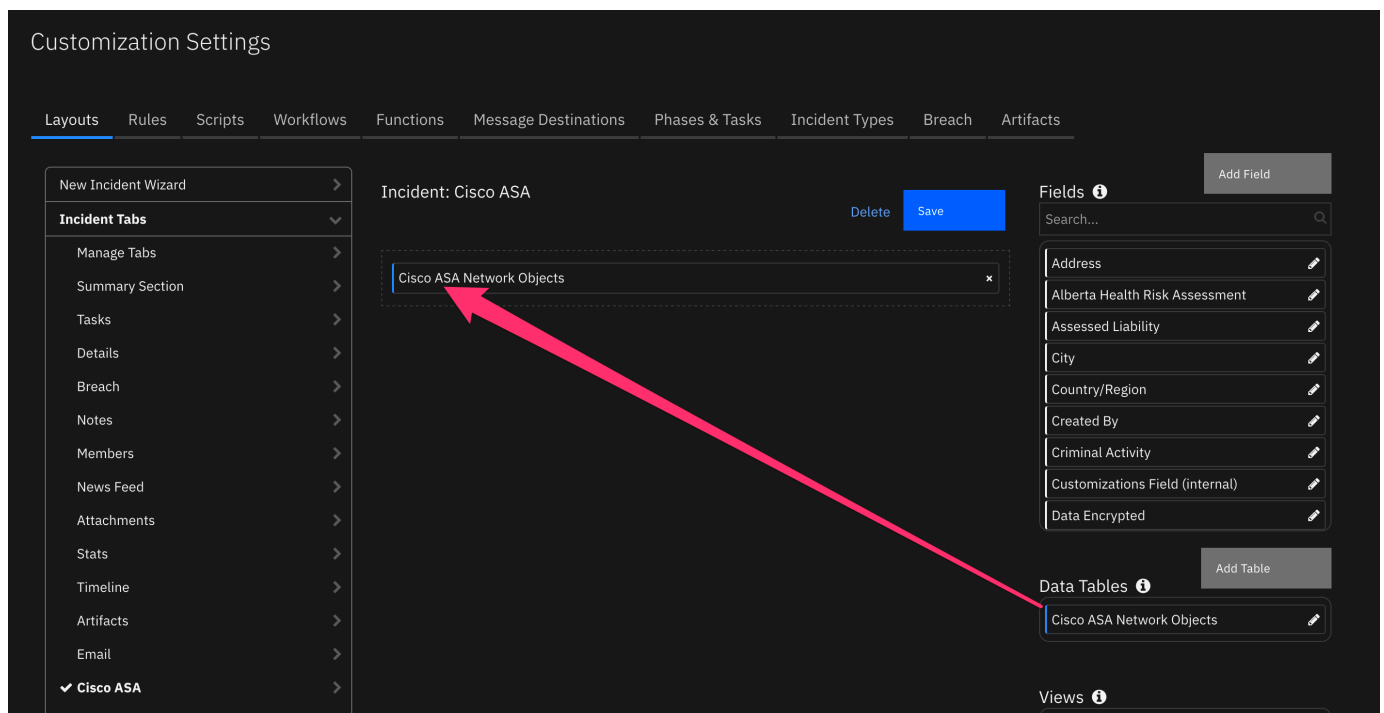 Customization Settings
Layouts Rules Scripts Workflows Functions Message Destinations Phases & Tasks Incident Types Breach Artifacts
New Incident Wizard
Incident Tabs
Manage Tabs
Summary Section
Tasks
Details
Breach
Notes
Members
News Feed
Attachments
Stats
Timeline
Artifacts
Email
Cisco ASA
Incident: Cisco ASA
Delete Save
Cisco ASA Network Objects
Add Field
Fields
Search...
Address
Alberta Health Risk Assessment
Assessed Liability
City
Country/Region
Created By
Criminal Activity
Customizations Field (internal)
Data Encrypted
Add Table
Data Tables
Cisco ASA Network Objects
Views